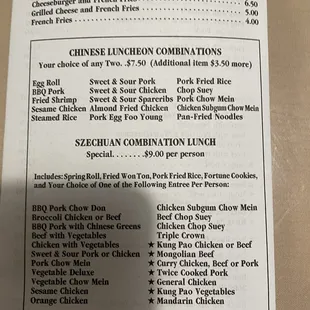 Cheeseburger and French Fries 6.50
Grilled Cheese and French Fries . . . . . . . . . . . . . 5.00
French Fries . . . . . . . . . . . . . . . . . . . . . . . . . . 4.00
CHINESE LUNCHEON COMBINATIONS
Your choice of any Two. .$7.50 (Additional item $3.50 more)
Egg Roll Sweet & Sour Pork Pork Fried Rice
BBQ Pork Sweet & Sour Chicken Chop Suey
Fried Shrimp Sweet & Sour Spareribs Pork Chow Mein
Sesame Chicken Almond Fried Chicken Chicken Subgum Chow Mein
Steamed Rice Pork Egg Foo Young Pan-Fried Noodles
SZECHUAN COMBINATION LUNCH
Special. . . . . . . .$9.00 per person
Includes: Spring Roll, Fried Won Ton, Pork Fried Rice, Fortune Cookies,
and Your Choice of One of the Following Entree Per Person:
BBQ Pork Chow Don Chicken Subgum Chow Mein
Broccoli Chicken or Beef Beef Chop Suey
BBQ Pork with Chinese Greens Chicken Chop Suey
Beef with Vegetables Triple Crown
Chicken with Vegetables ★ Kung Pao Chicken or Beef
Sweet & Sour Pork or Chicken ★ Mongolian Beef
Pork Chow Mein ★ Curry Chicken, Beef or Pork
Vegetable Deluxe ★ Twice Cooked Pork
Vegetable Chow Mein ★ General Chicken
Sesame Chicken ★ Kung Pao Vegetables
Orange Chicken ★ Mandarin Chicken